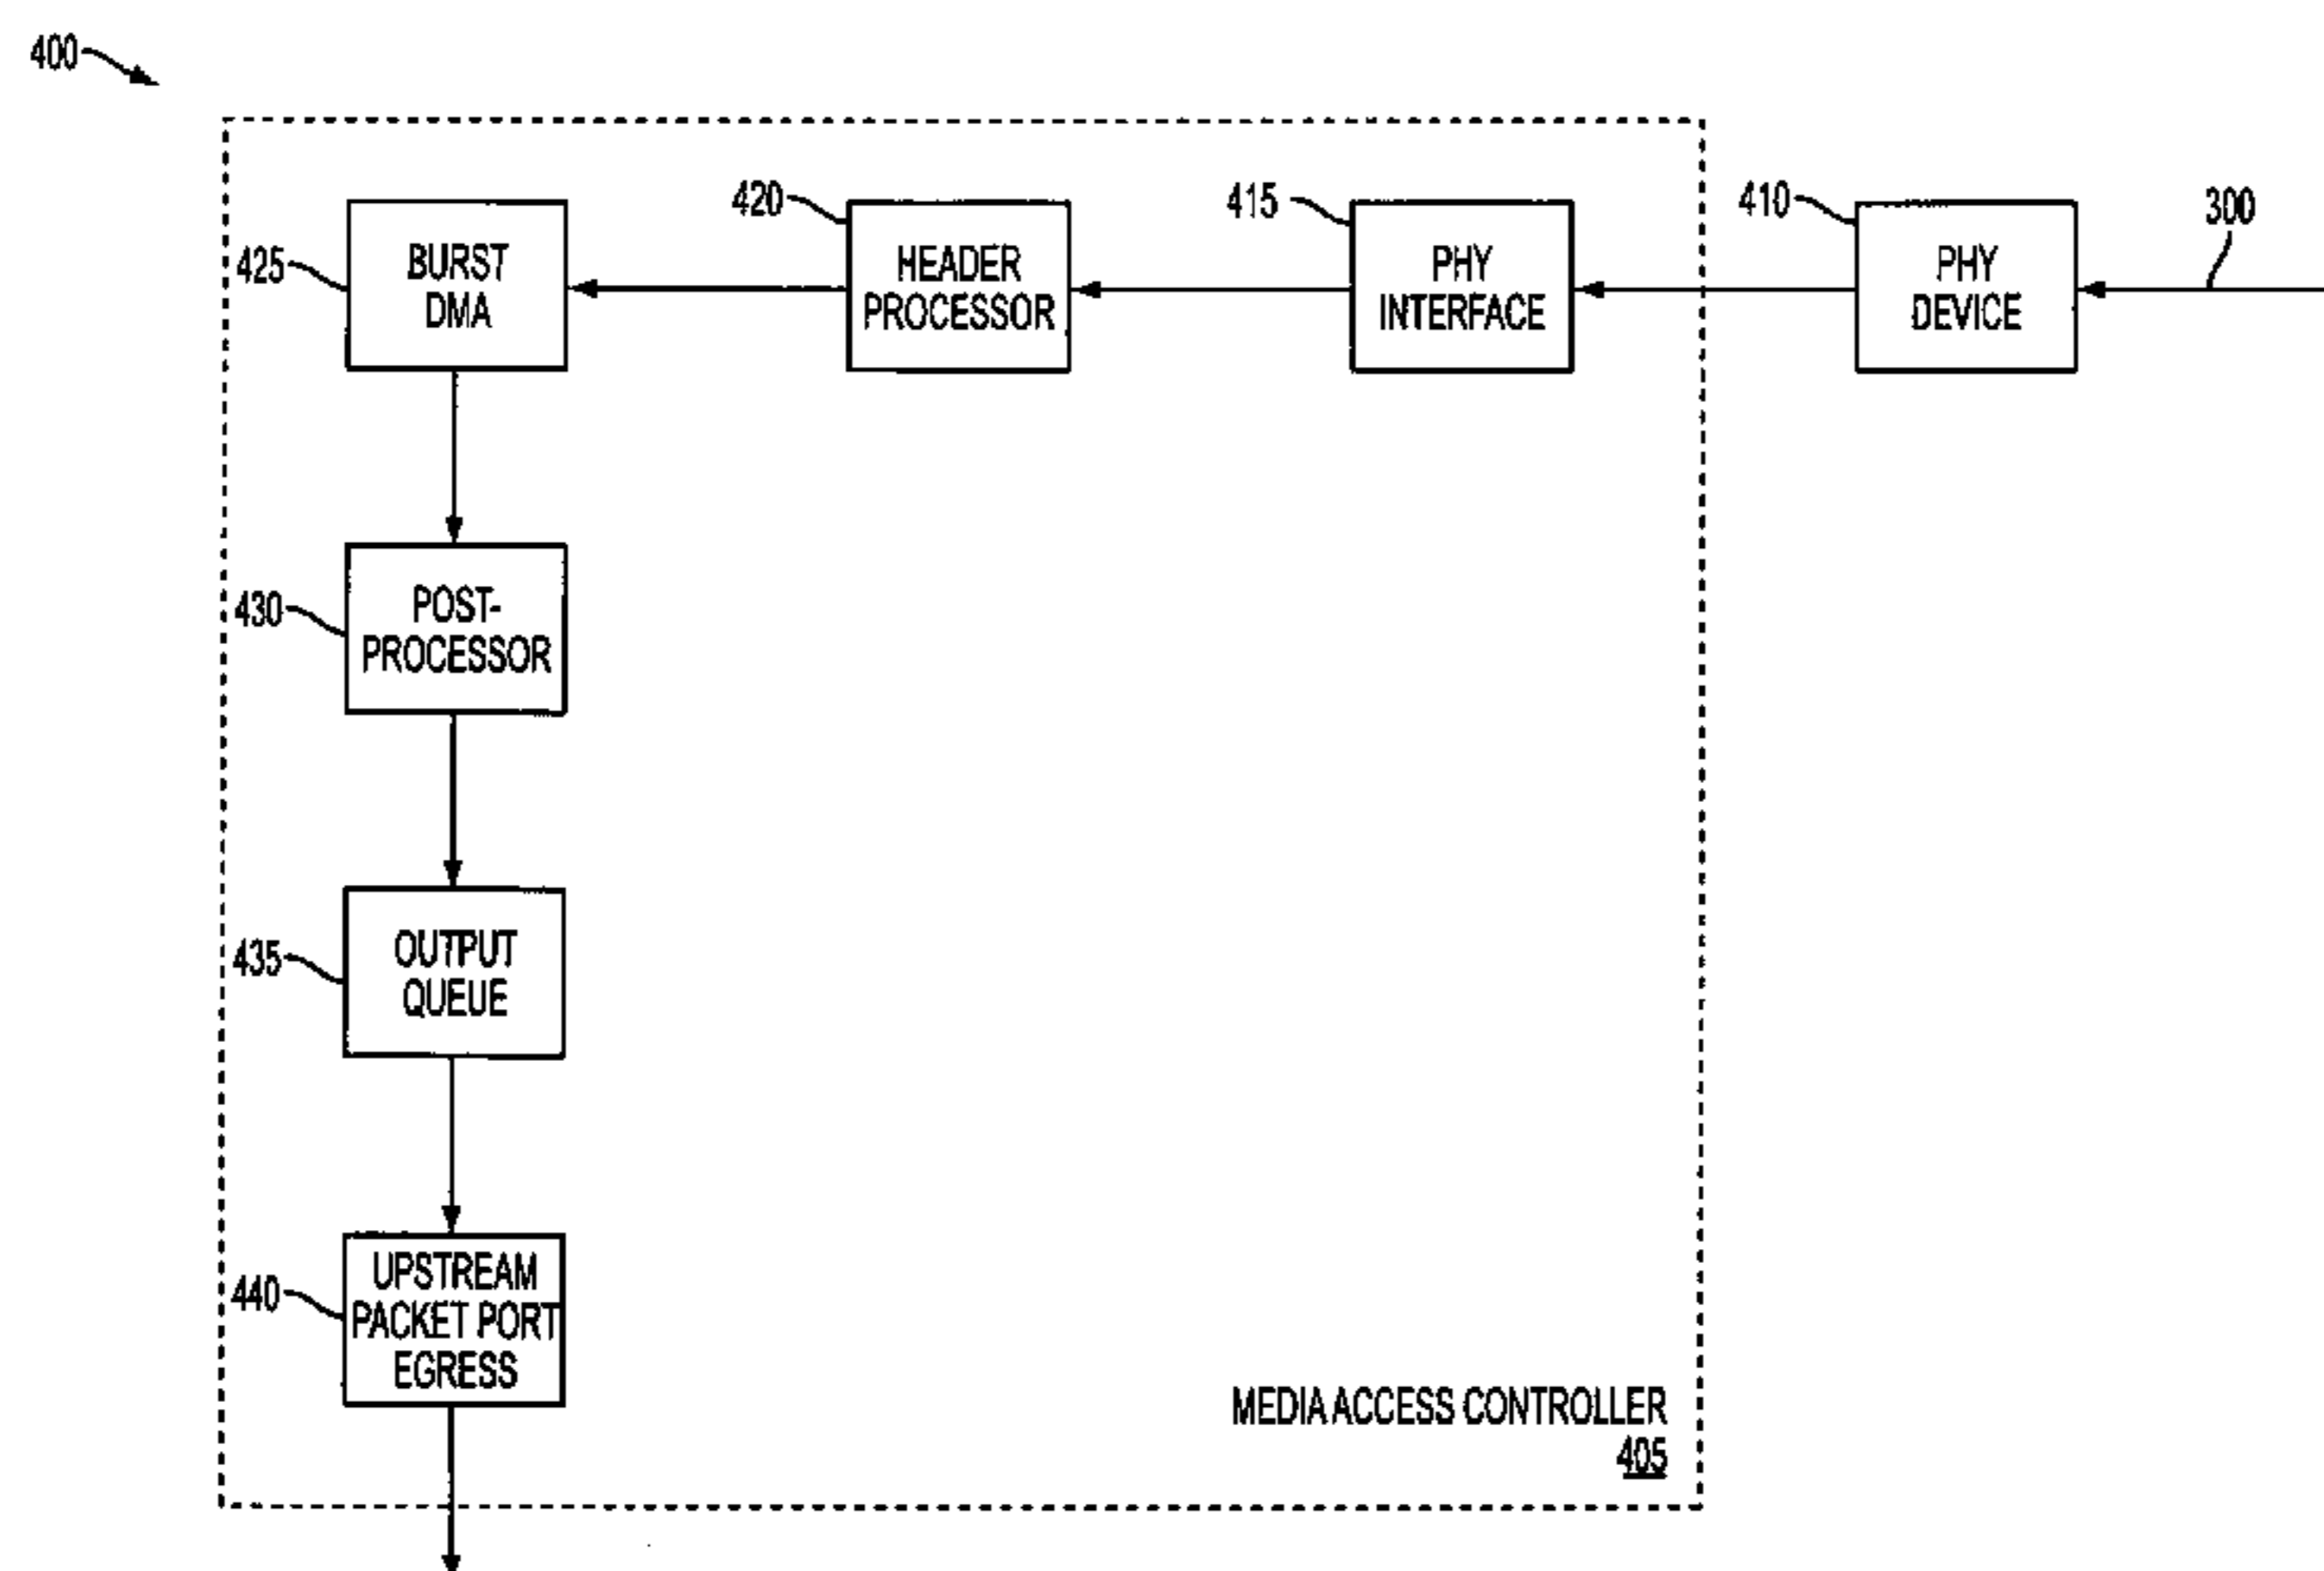 400
425
BURST
DMA
420
HEADER
PROCESSOR
415
PHY
INTERFACE
410
PHY
DEVICE
300
430
POST-
PROCESSOR
435
OUTPUT
QUEUE
440
UPSTREAM
PACKET PORT
EGRESS
MEDIA ACCESS CONTROLLER
405